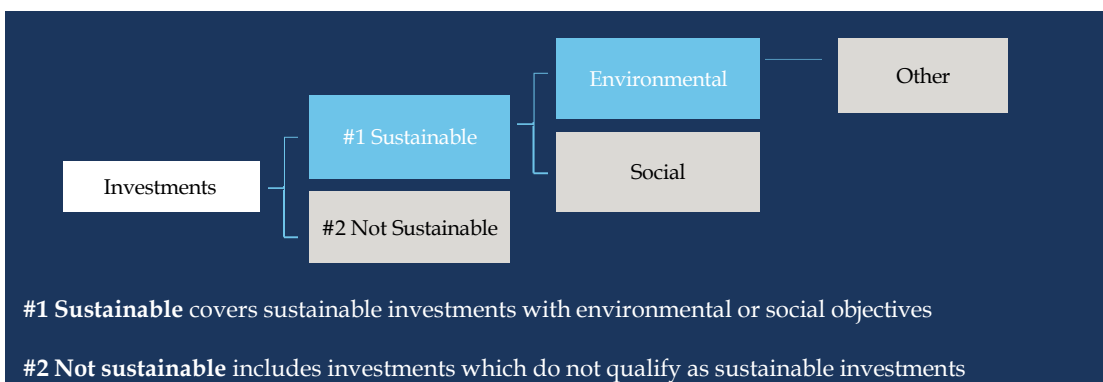 Environmental
Other
#1 Sustainable
Social
Investments
#2 Not Sustainable
#1 Sustainable covers sustainable investments with environmental or social objectives
#2 Not sustainable includes investments which do not qualify as sustainable investments